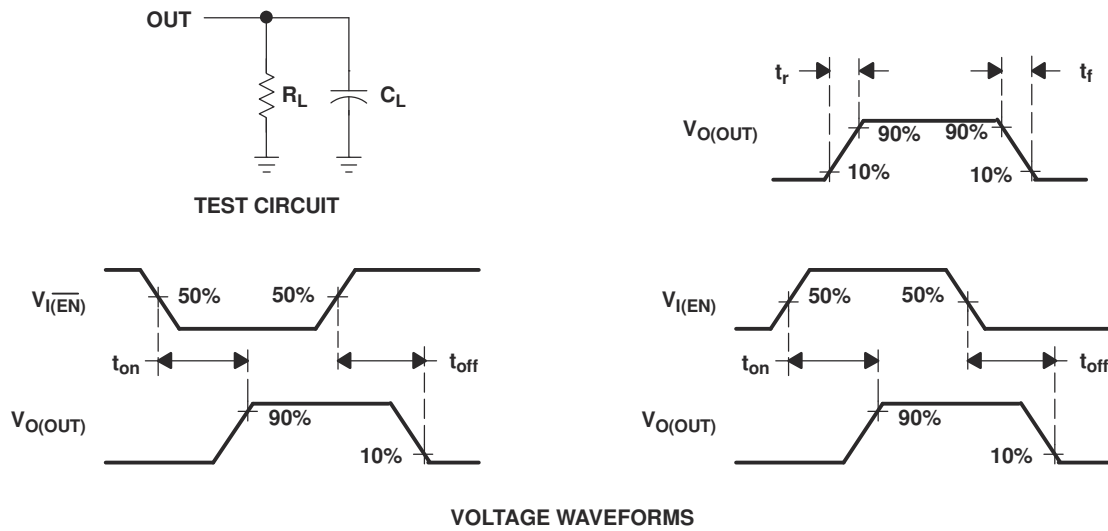 OUT
R_L
C_L
TEST CIRCUIT
t_r
t_f
V_O(OUT)
90%
90%
10%
10%
V_I(E̅N̅)
50%
50%
t_on
t_off
V_O(OUT)
90%
10%
V_I(EN)
50%
50%
t_on
t_off
V_O(OUT)
90%
10%
VOLTAGE WAVEFORMS